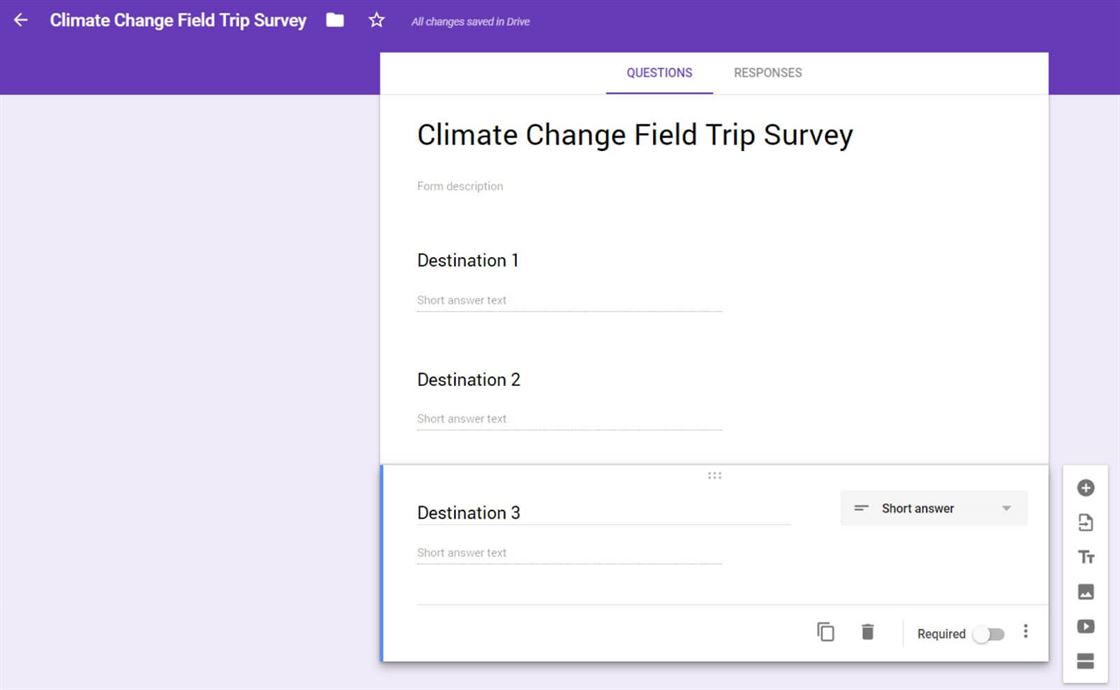 Climate Change Field Trip Survey
All changes saved in Drive
QUESTIONS RESPONSES
Climate Change Field Trip Survey
Form description
Destination 1
Short answer text
Destination 2
Short answer text
Destination 3
Short answer
Short answer text
Required